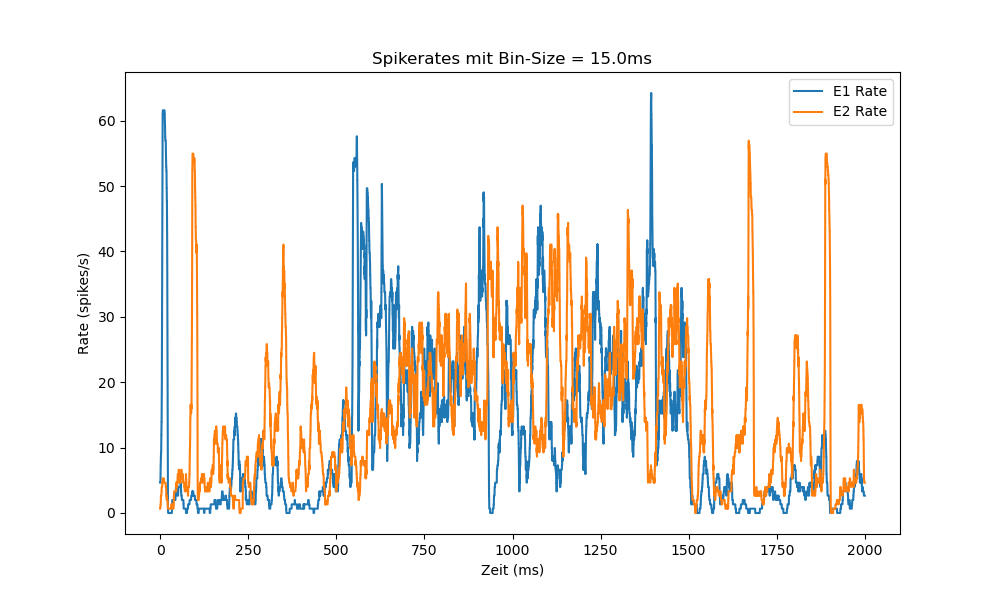 Spikerates mit Bin-Size = 15.0ms
E1 Rate
E2 Rate
60
50
40
30
20
10
0
Rate (spikes/s)
0 250 500 750 1000 1250 1500 1750 2000
Zeit (ms)